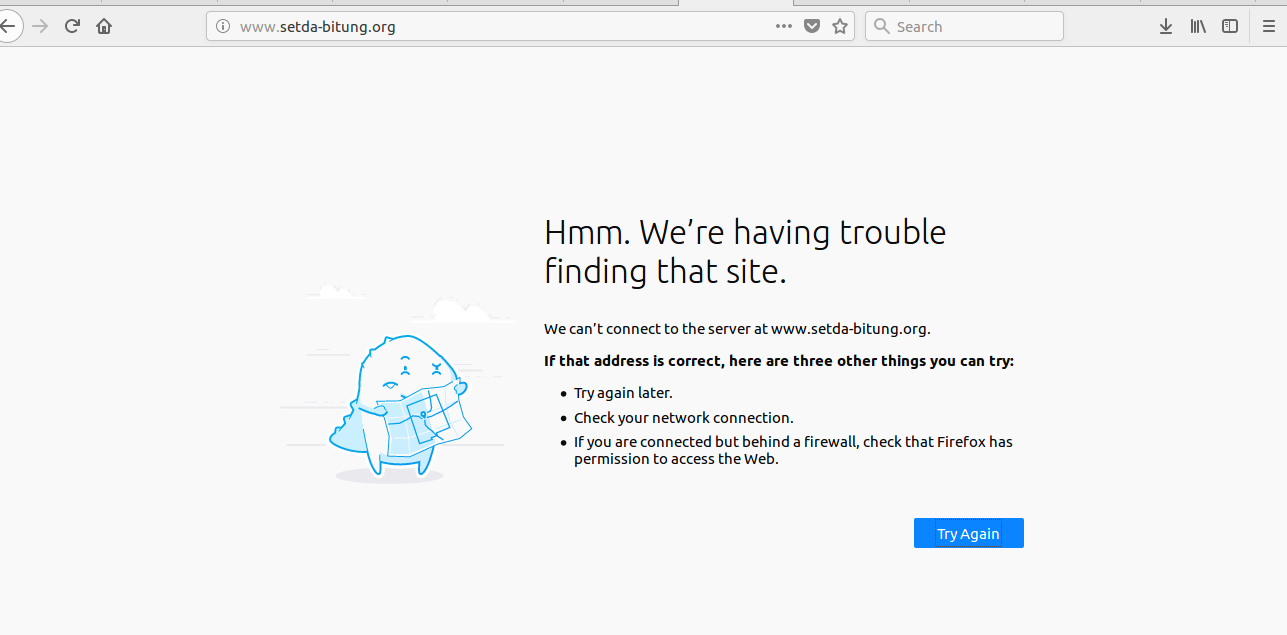 www.setda-bitung.org
Search
Hmm. We’re having trouble
finding that site.
We can’t connect to the server at www.setda-bitung.org.
If that address is correct, here are three other things you can try:
Try again later.
Check your network connection.
If you are connected but behind a firewall, check that Firefox has
permission to access the Web.
Try Again